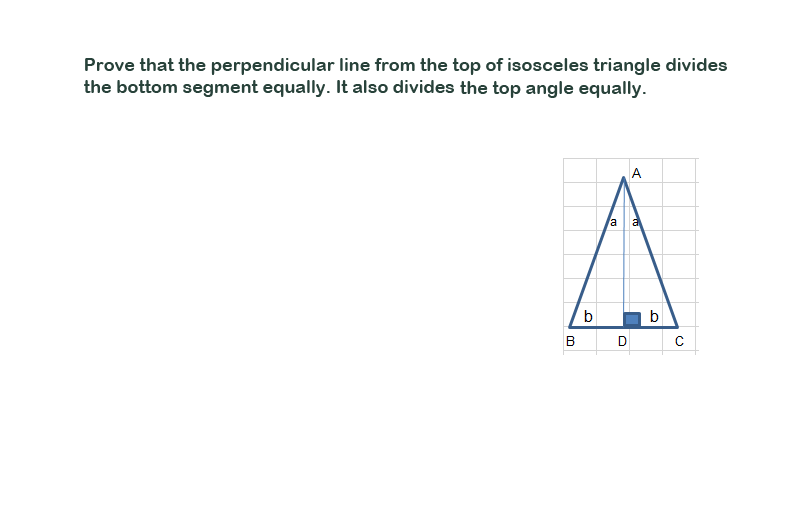 Prove that the perpendicular line from the top of isosceles triangle divides
the bottom segment equally. It also divides the top angle equally.
A
a a
b b
B D C